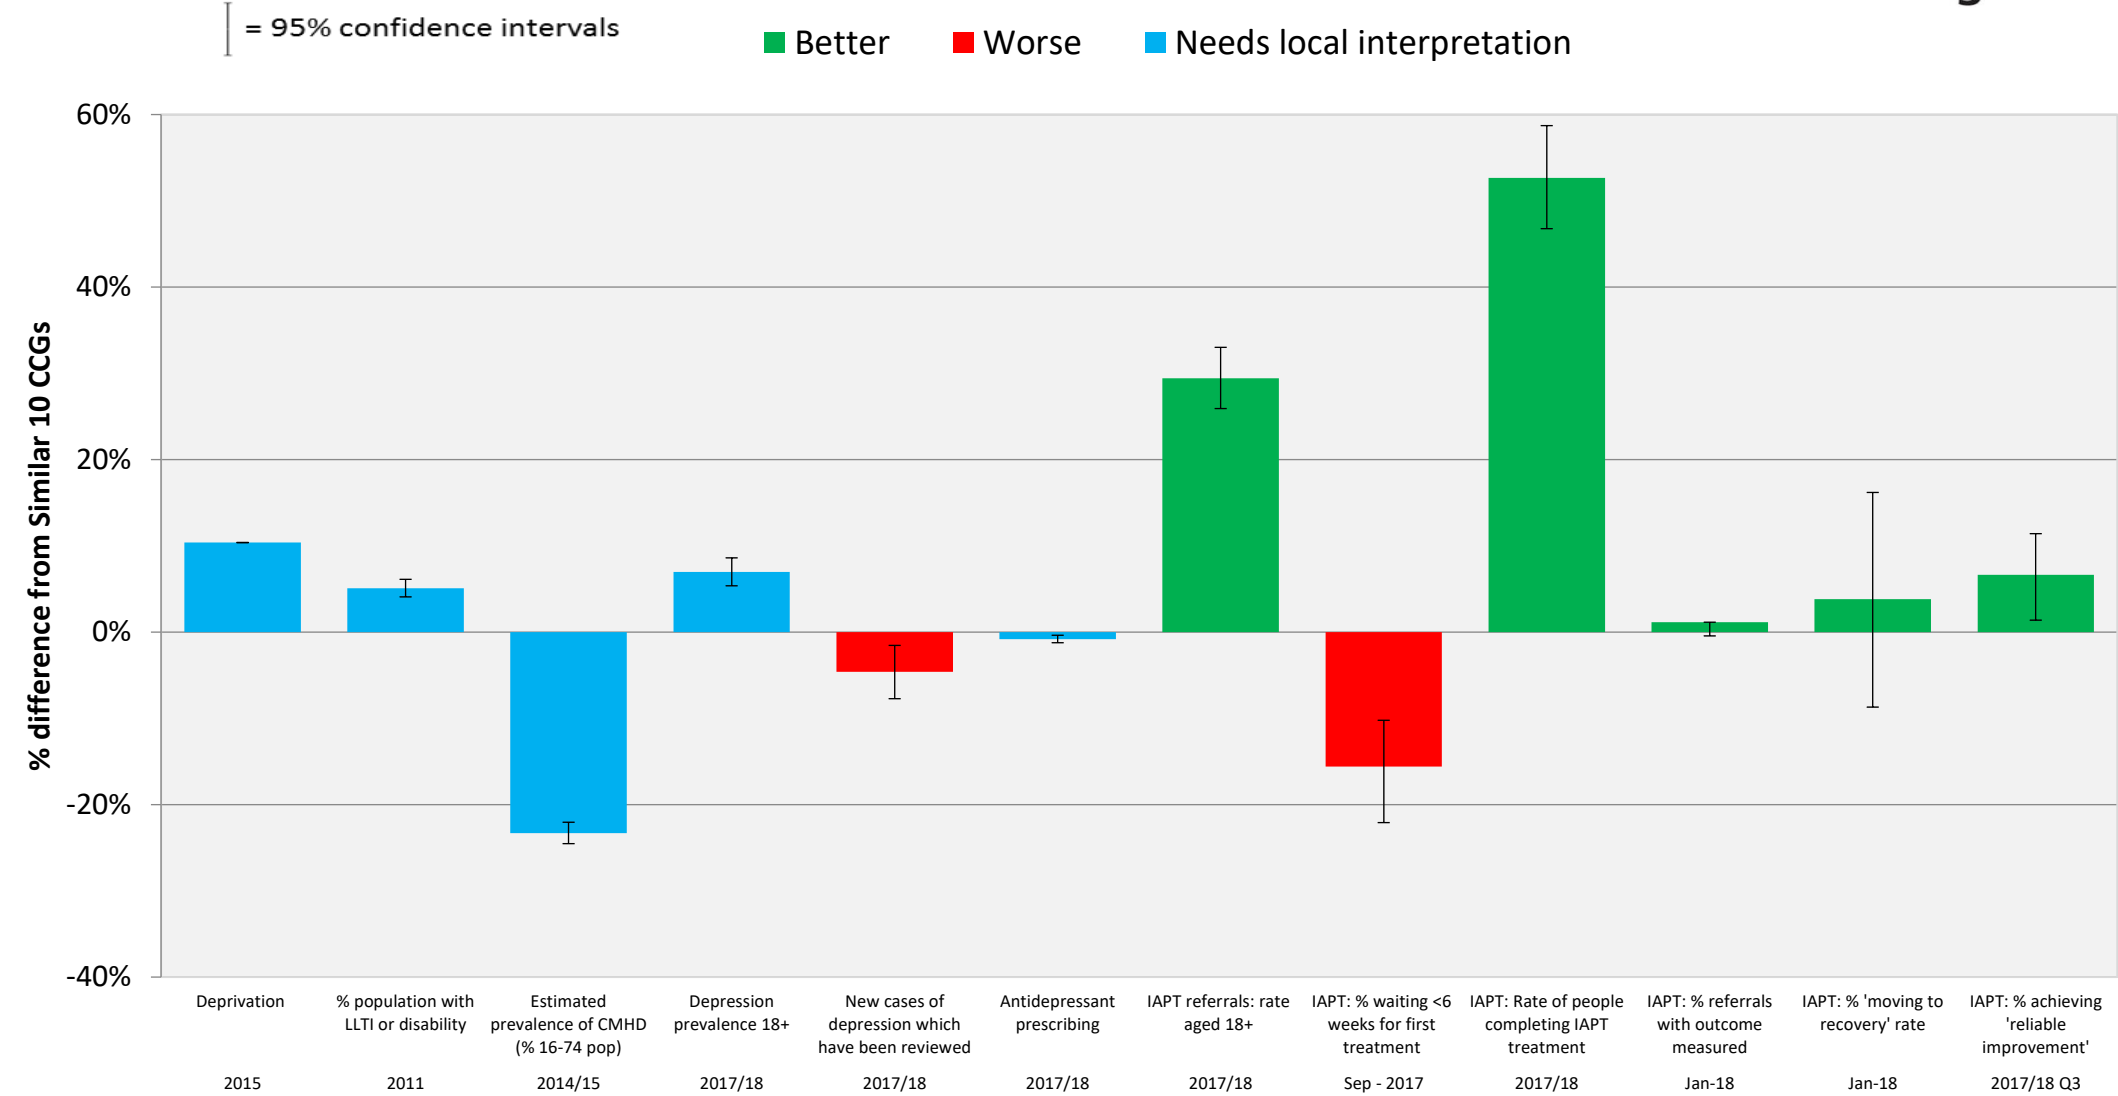 = 95% confidence intervals
Better
Worse
Needs local interpretation
60%
40%
20%
0%
-20%
-40%
% difference from Similar 10 CCGs
Deprivation
2015
% population with
LLTI or disability
2011
Estimated
prevalence of CMHD
(% 16-74 pop)
2014/15
Depression
prevalence 18+
2017/18
New cases of
depression which
have been reviewed
2017/18
Antidepressant
prescribing
2017/18
IAPT referrals: rate
aged 18+
2017/18
IAPT: % waiting <6
weeks for first
treatment
Sep - 2017
IAPT: Rate of people
completing IAPT
treatment
2017/18
IAPT: % referrals
with outcome
measured
Jan-18
IAPT: % 'moving to
recovery' rate
Jan-18
IAPT: % achieving
'reliable
improvement'
2017/18 Q3